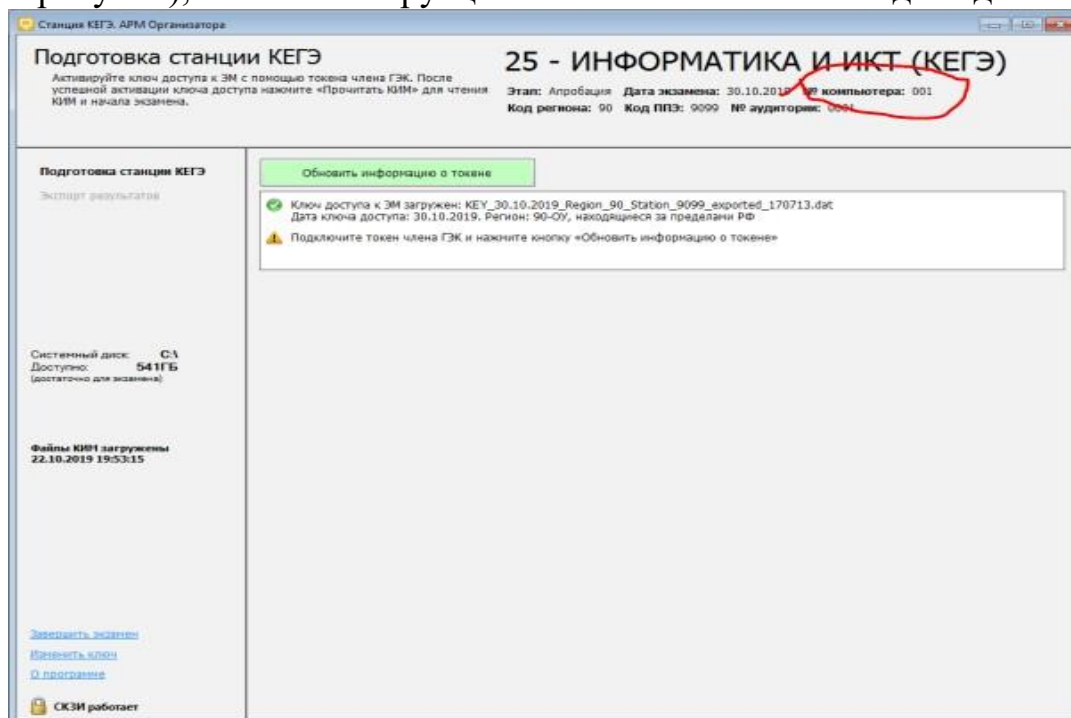 Станция КЕГЭ. АРМ Организатора
Подготовка станции КЕГЭ
Активируйте ключ доступа к ЭМ с помощью токена члена ГЭК. После
успешной активации ключа доступа нажмите «Прочитать КИМ» для чтения
КИМ и начала экзамена.
25 - ИНФОРМАТИКА И ИКТ (КЕГЭ)
Этап: Апробация Дата экзамена: 30.10.2019 № компьютера: 001
Код региона: 90 Код ППЭ: 9099 № аудитории: 0001
Подготовка станции КЕГЭ
Экспорт результатов
Обновить информацию о токене
Ключ доступа к ЭМ загружен: KEY_30.10.2019_Region_90_Station_9099_exported_170713.dat
Дата ключа доступа: 30.10.2019. Регион: 90-ОУ, находящиеся за пределами РФ
Подключите токен члена ГЭК и нажмите кнопку «Обновить информацию о токене»
Системный диск: C:\
Доступно: 541ГБ
(достаточно для экзамена)
Файлы КИМ загружены
22.10.2019 19:53:15
Завершить экзамен
Изменить ключ
О программе
СКЗИ работает